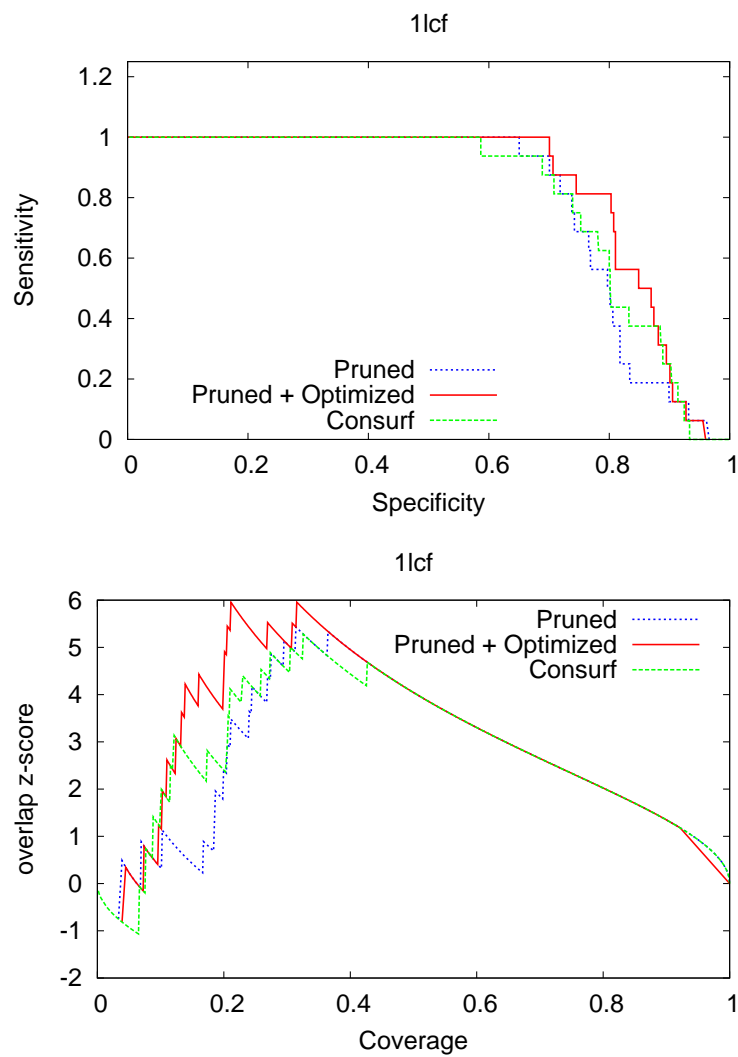 1lcf
1.2
1
0.8
0.6
0.4
0.2
0
Sensitivity
Pruned
Pruned + Optimized
Consurf
0 0.2 0.4 0.6 0.8 1
Specificity
1lcf
6
5
4
3
2
1
0
-1
-2
overlap z-score
Pruned
Pruned + Optimized
Consurf
0 0.2 0.4 0.6 0.8 1
Coverage